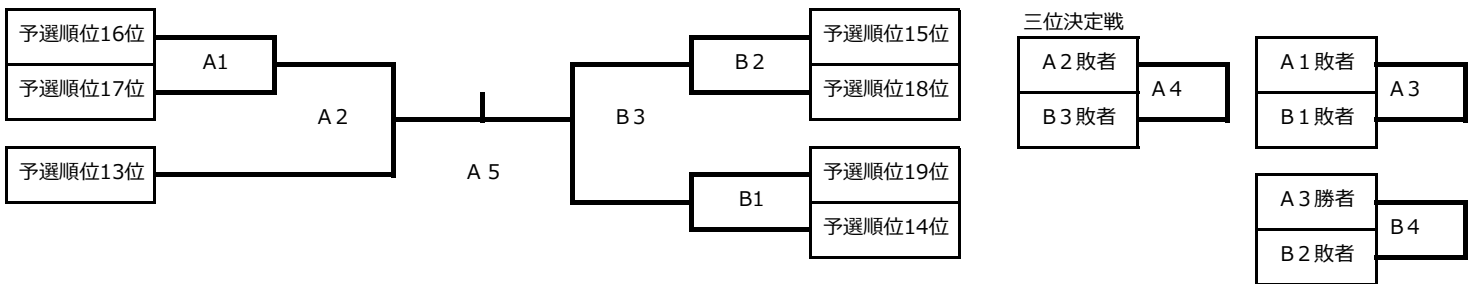 予選順位16位
A1
予選順位17位
A２
予選順位13位
A５
B３
B２
予選順位15位
予選順位18位
B1
予選順位19位
予選順位14位
三位決定戦
A２敗者
A４
B３敗者
A１敗者
A３
B１敗者
A３勝者
B４
B２敗者